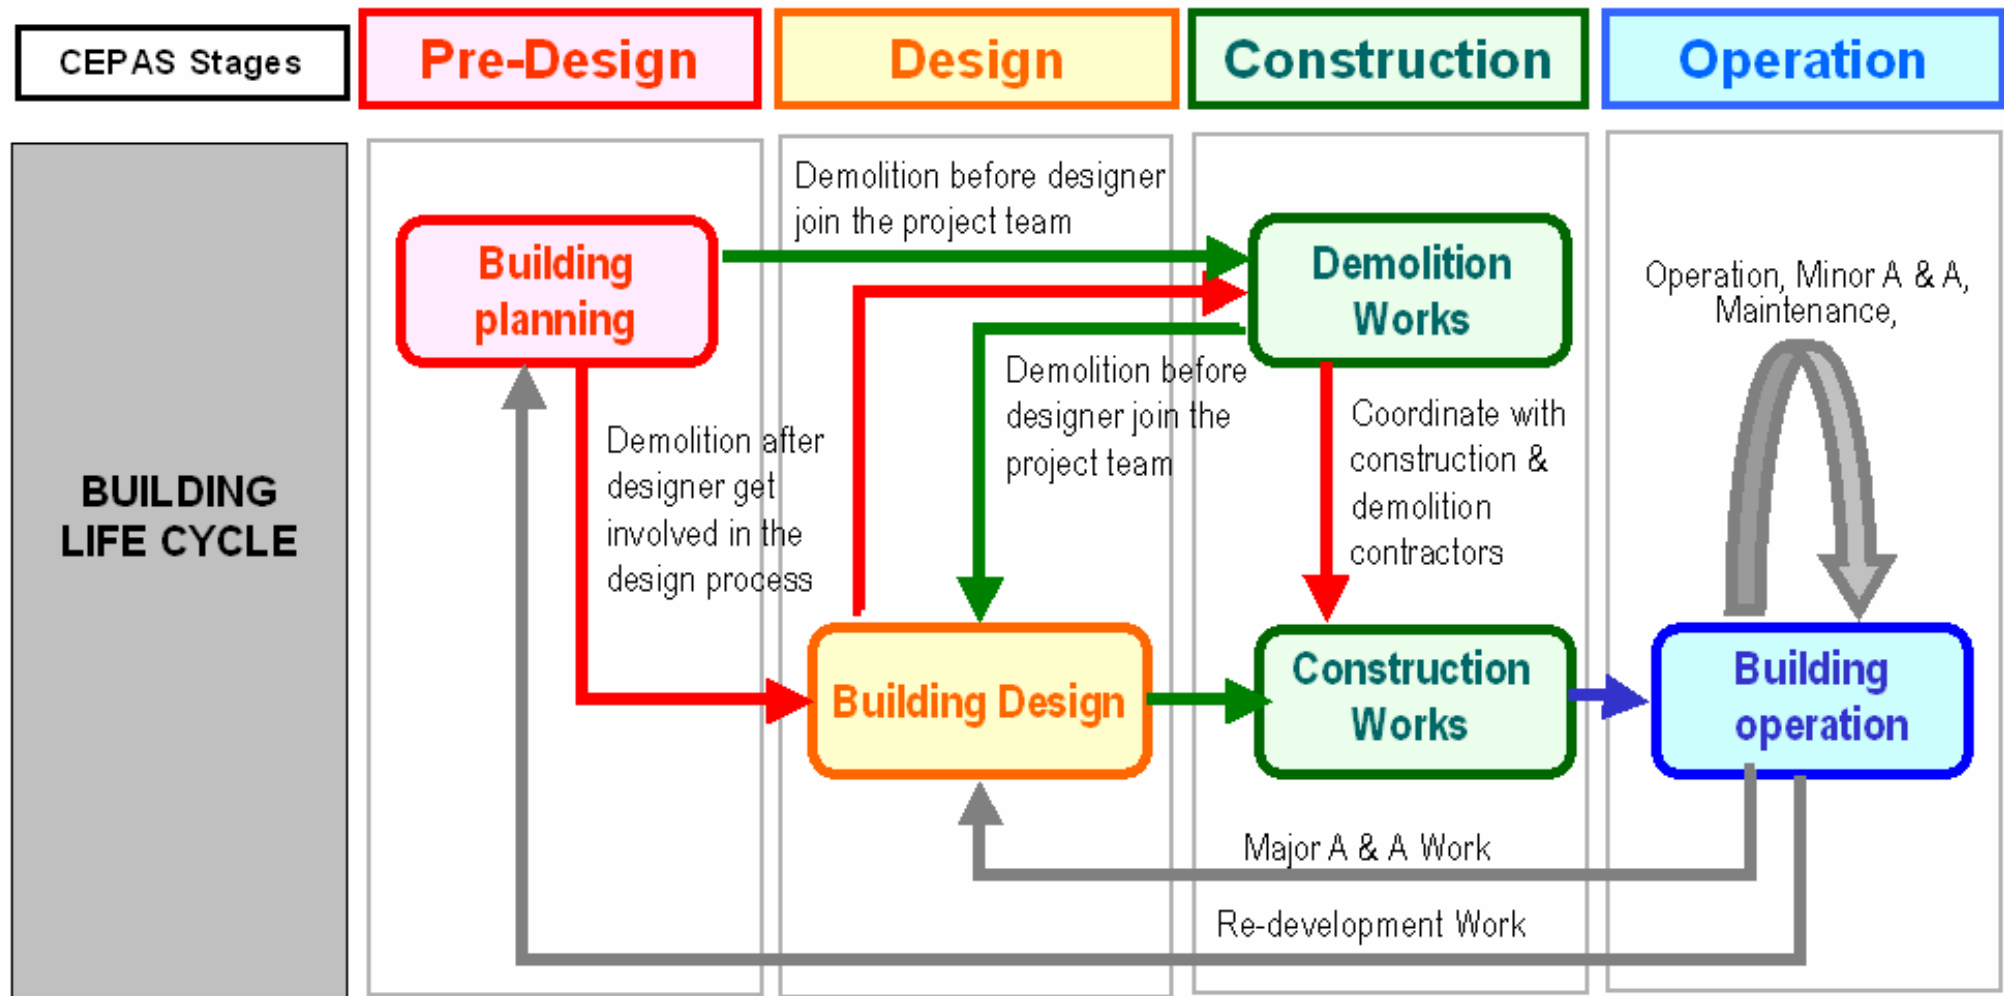 CEPAS Stages
Pre-Design
Design
Construction
Operation
BUILDING
LIFE CYCLE
Building
planning
Demolition before designer
join the project team
Demolition
Works
Operation, Minor A & A,
Maintenance,
Demolition after
designer get
involved in the
design process
Demolition before
designer join the
project team
Coordinate with
construction &
demolition
contractors
Building Design
Construction
Works
Building
operation
Major A & A Work
Re-development Work